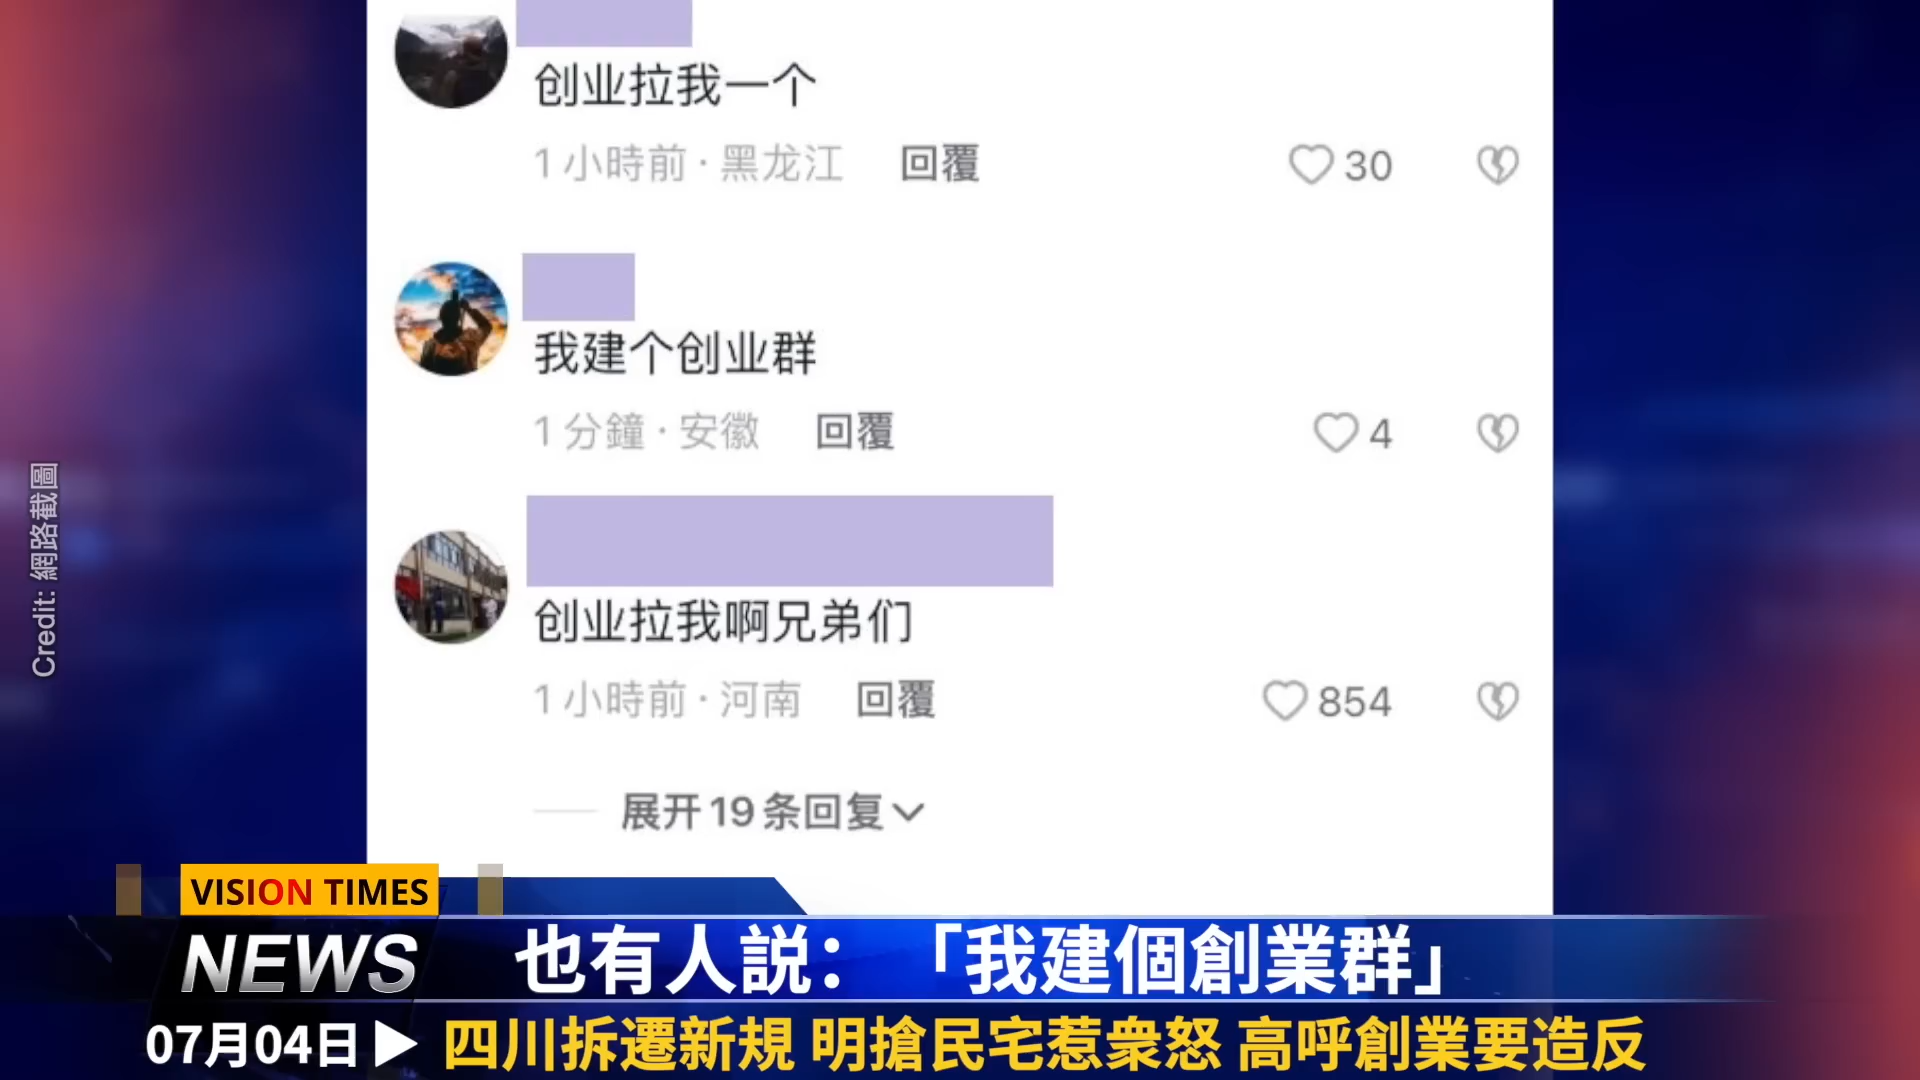 创业拉我一个
1小時前·黑龙江 回覆 30
我建个创业群
1分鐘·安徽 回覆 4
创业拉我啊兄弟们
1小時前·河南 回覆 854
展开19条回复
Credit: 網路截圖
VISION TIMES
NEWS 也有人説：「我建個創業群」
07月04日 四川拆遷新規 明搶民宅惹衆怒 高呼創業要造反